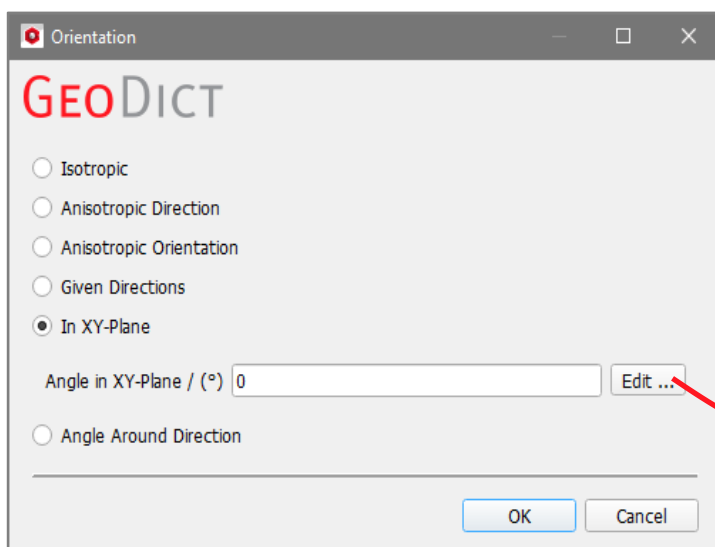 Orientation
GEODICT
Isotropic
Anisotropic Direction
Anisotropic Orientation
Given Directions
In XY-Plane
Angle in XY-Plane / (°) 0 Edit ...
Angle Around Direction
OK Cancel